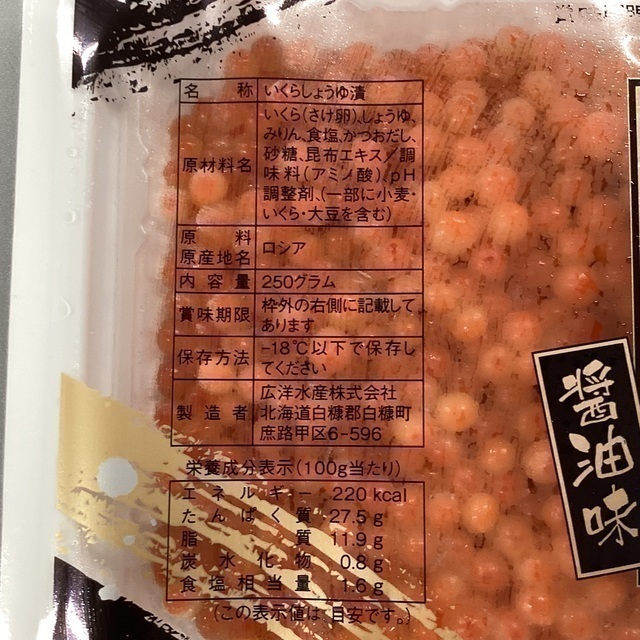 名称 いくらしょうゆ漬
原材料名 いくら(さけ卵)、しょうゆ、
みりん、食塩、かつおだし、
砂糖、昆布エキス／調
味料(アミノ酸)、pH
調整剤、(一部に小麦・
いくら・大豆を含む)
原料
原産地名 ロシア
内容量 250グラム
賞味期限 枠外の右側に記載して
あります
保存方法 -18℃以下で保存し
てください
製造者 広洋水産株式会社
北海道白糠郡白糠町
庶路甲区6-596
栄養成分表示(100g当たり)
エネルギー 220 kcal
たんぱく質 27.5 g
脂質 11.9 g
炭水化物 0.8 g
食塩相当量 1.6 g
(この表示値は、目安です。)
醤油味